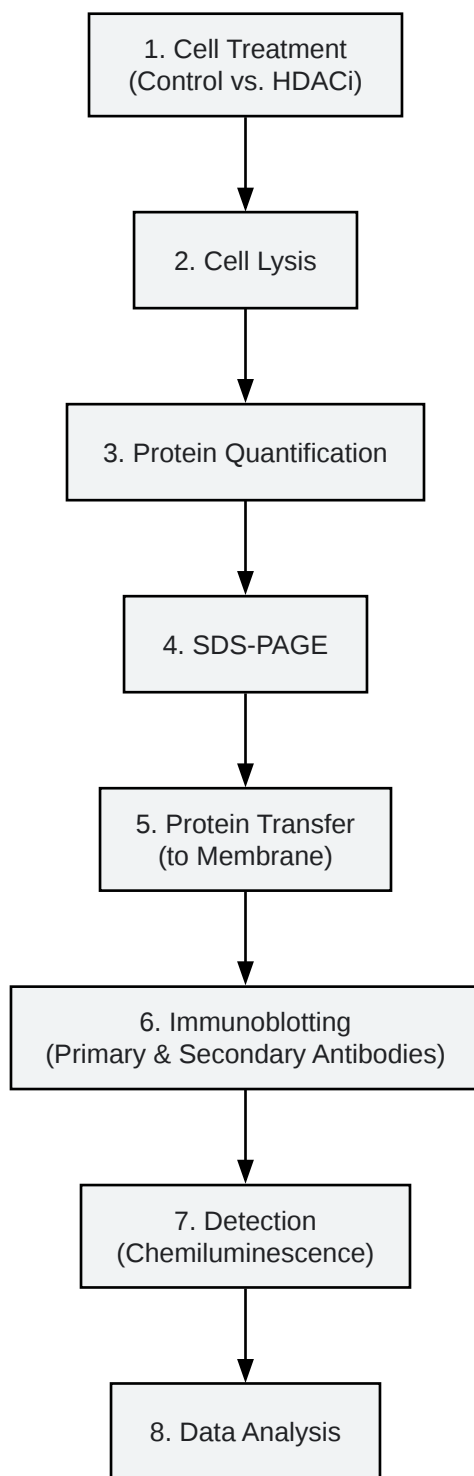 1. Cell Treatment
(Control vs. HDACi)
2. Cell Lysis
3. Protein Quantification
4. SDS-PAGE
5. Protein Transfer
(to Membrane)
6. Immunoblotting
(Primary & Secondary Antibodies)
7. Detection
(Chemiluminescence)
8. Data Analysis